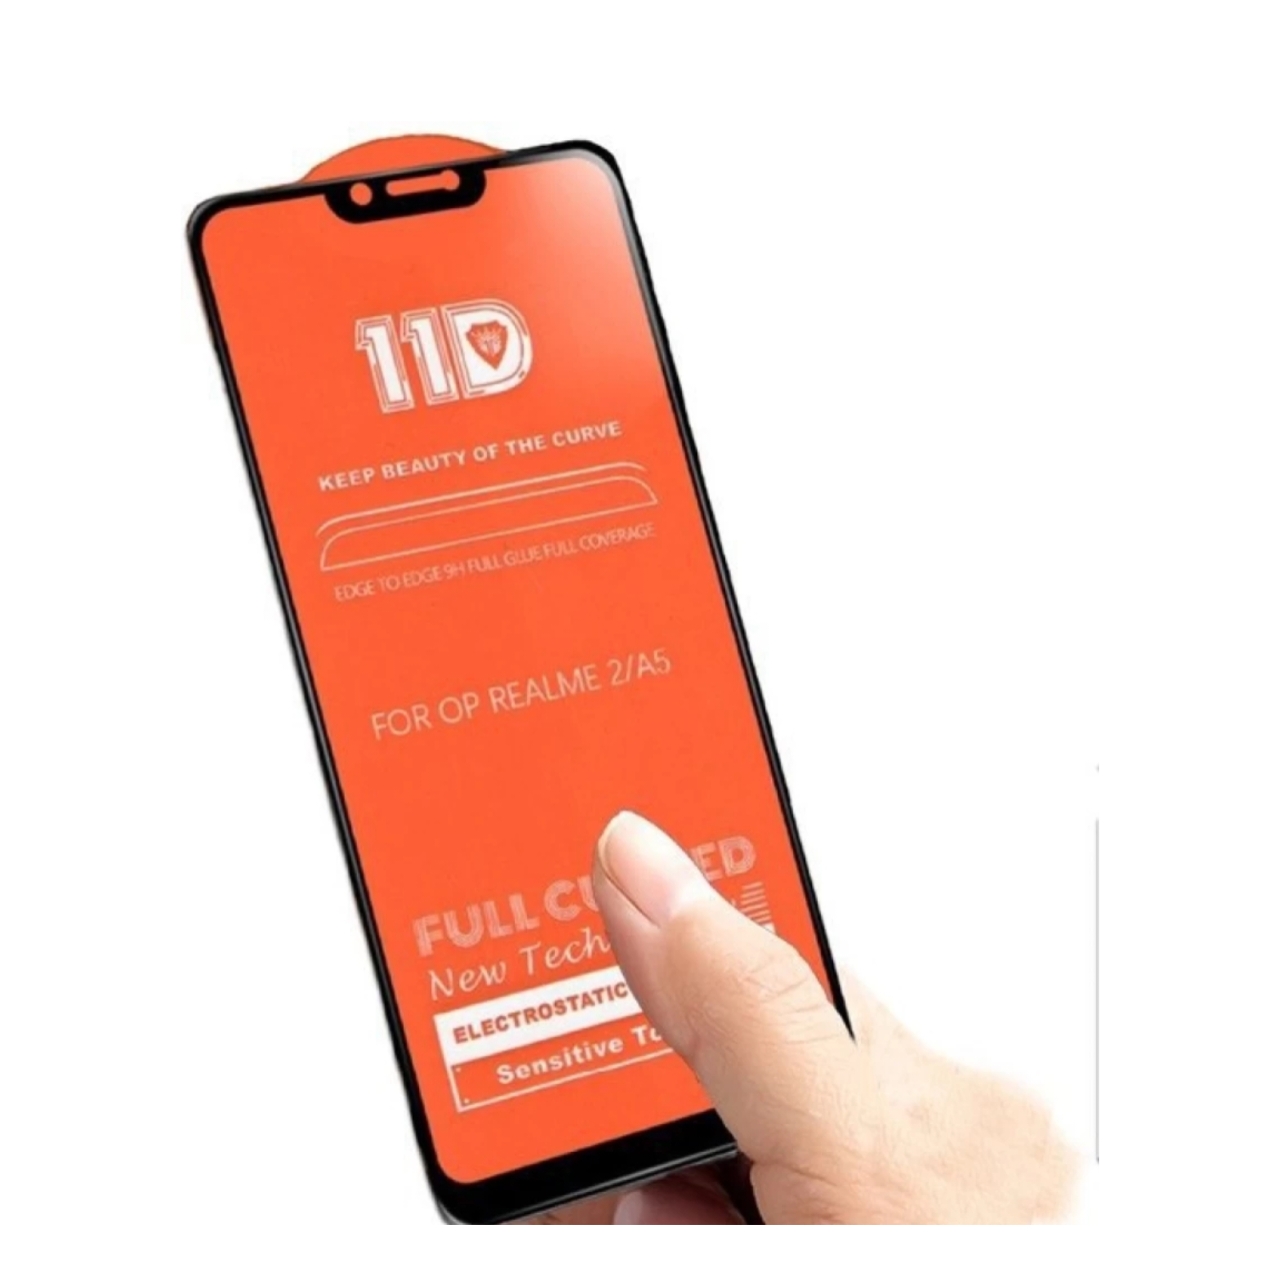 11D
KEEP BEAUTY OF THE CURVE
EDGE TO EDGE 9H FULL GLUE FULL COVERAGE
FOR OP REALME 2/A5
FULL CU ED
New Tech
ELECTROSTATIC
Sensitive To